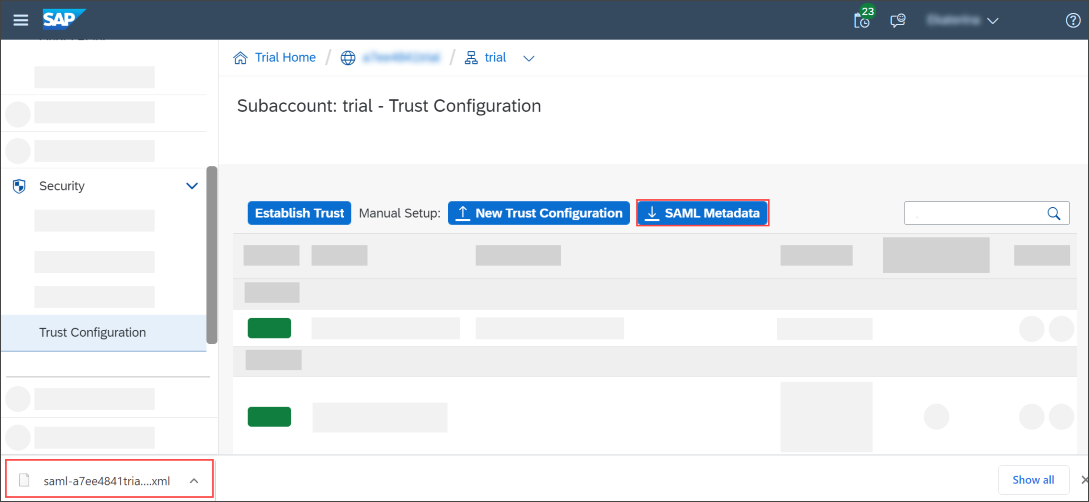 SAP
23
Trial Home / / trial
Subaccount: trial - Trust Configuration
Security
Establish Trust Manual Setup: New Trust Configuration SAML Metadata
Trust Configuration
saml-a7ee4841tria....xml
Show all